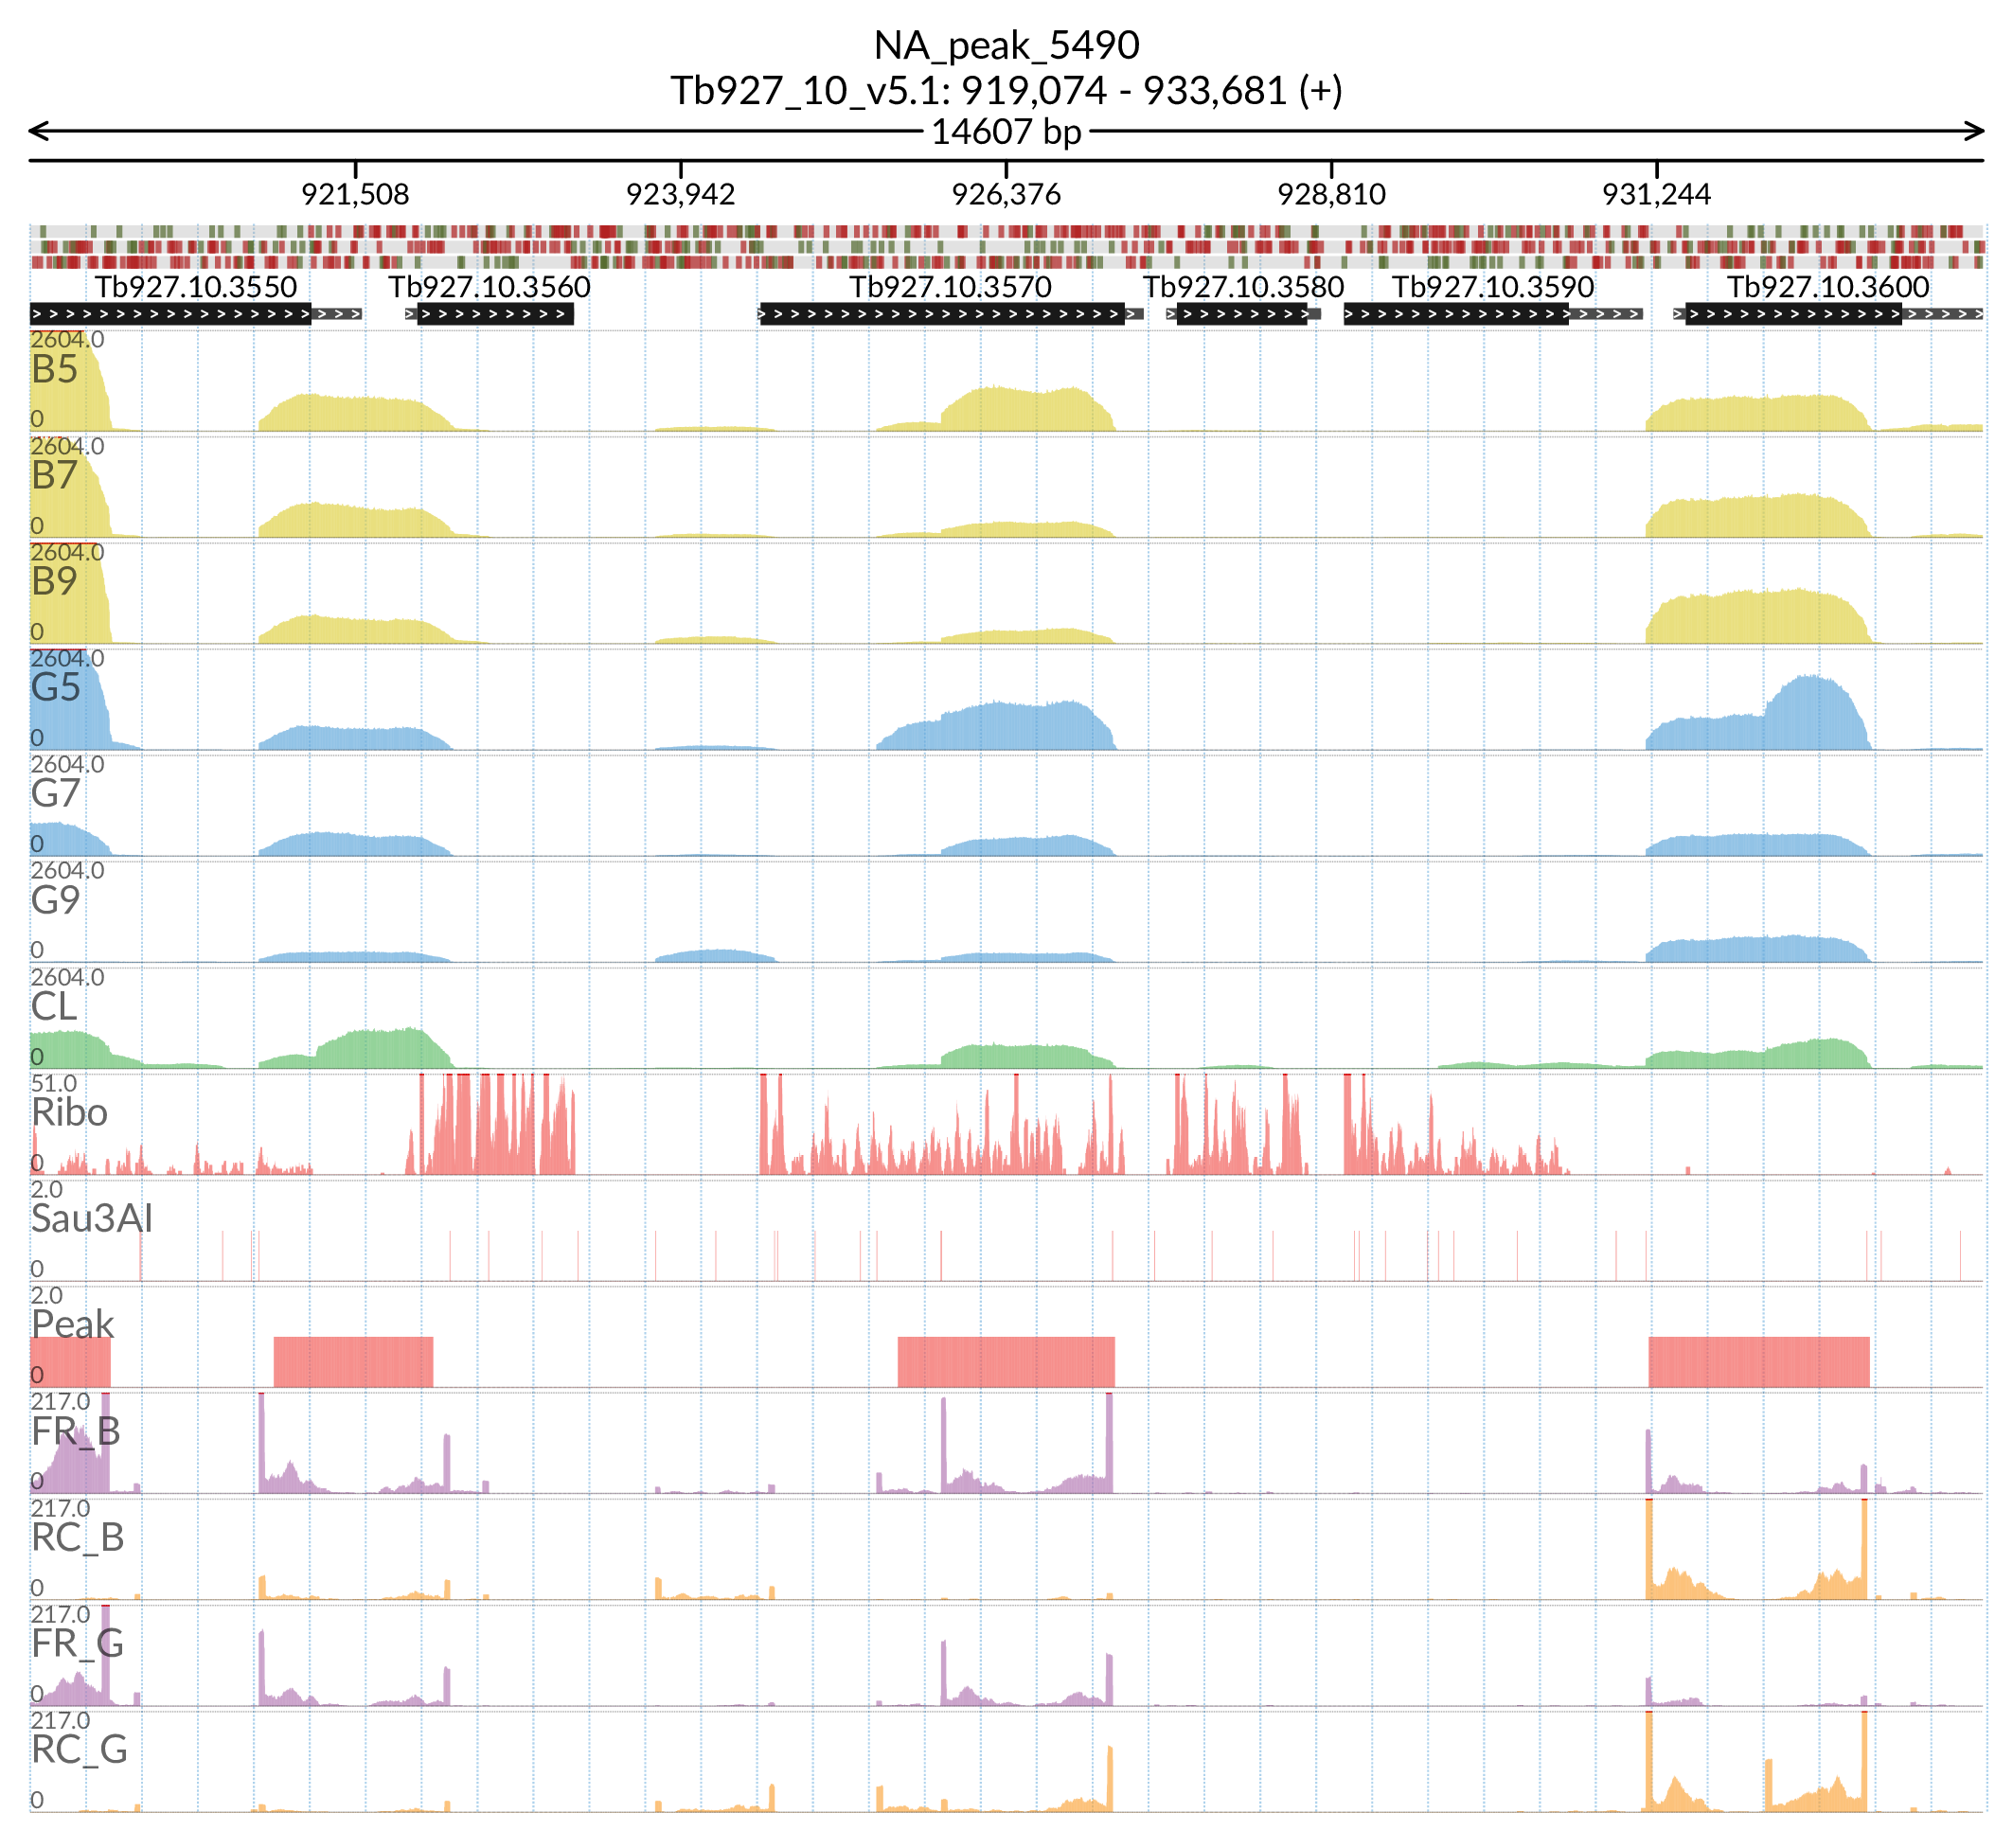 NA_peak_5490
Tb927_10_v5.1: 919,074 - 933,681 (+)
14607 bp
921,508 923,942 926,376 928,810 931,244
Tb927.10.3550 Tb927.10.3560 Tb927.10.3570 Tb927.10.3580 Tb927.10.3590 Tb927.10.3600
2604.0
B5
0
2604.0
B7
0
2604.0
B9
0
2604.0
G5
0
2604.0
G7
0
2604.0
G9
0
2604.0
CL
0
51.0
Ribo
0
2.0
Sau3AI
0
2.0
Peak
0
217.0
FR_B
0
217.0
RC_B
0
217.0
FR_G
0
217.0
RC_G
0